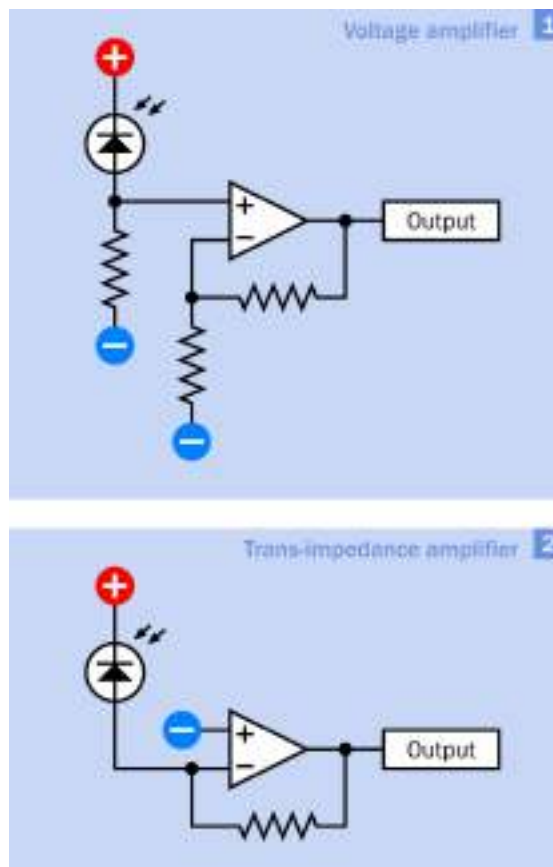 Voltage amplifier 1
+
+
−
Output
−
−
Trans-impedance amplifier 2
+
−
+
−
Output